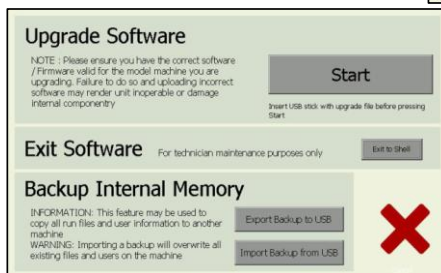 Upgrade Software
NOTE : Please ensure you have the correct software
/ Firmware valid for the model machine you are
upgrading. Failure to do so and uploading incorrect
software may render unit inoperable or damage
internal componentry
Start
Insert USB stick with upgrade file before pressing
Start
Exit Software
For technician maintenance purposes only
Exit to Shell
Backup Internal Memory
INFORMATION: This feature may be used to
copy all run files and user information to another
machine
WARNING: Importing a backup will overwrite all
existing files and users on the machine
Export Backup to USB
Import Backup from USB